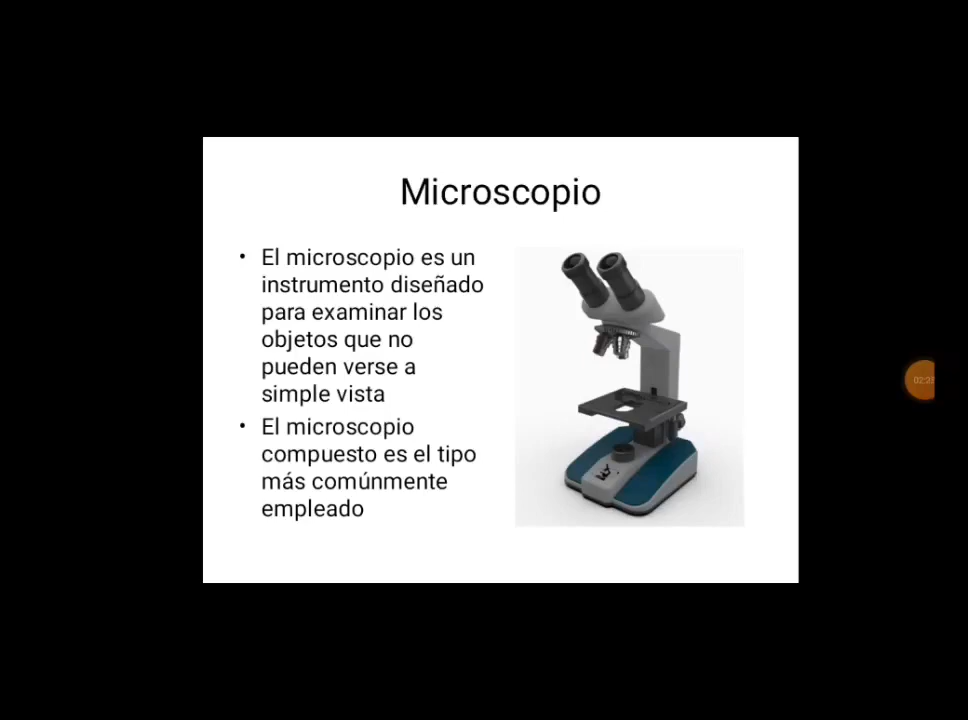 Microscopio
• El microscopio es un
instrumento diseñado
para examinar los
objetos que no
pueden verse a
simple vista
• El microscopio
compuesto es el tipo
más comúnmente
empleado